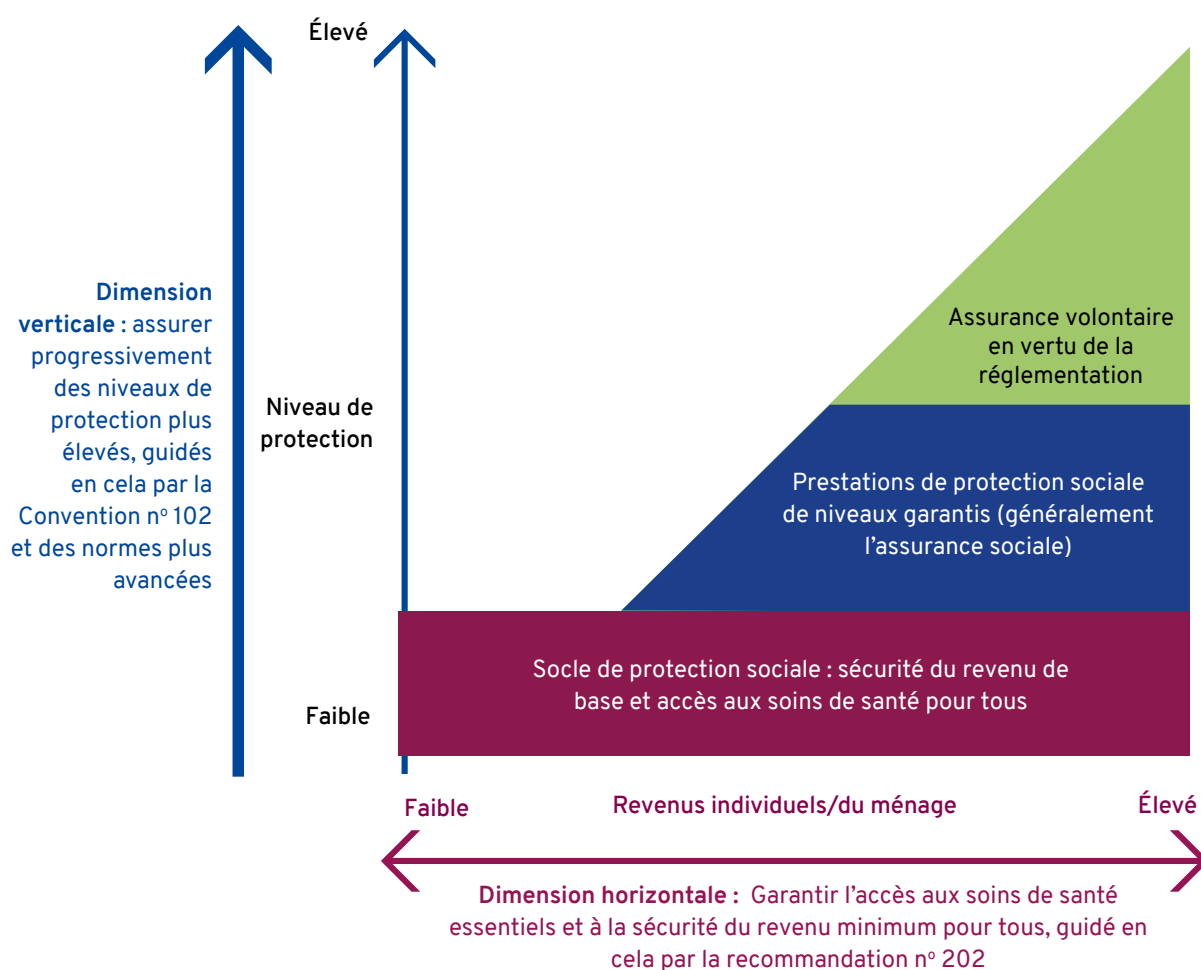 Élevé
Dimension
verticale : assurer
progressivement
des niveaux de
protection plus
élevés, guidés
en cela par la
Convention nº 102
et des normes plus
avancées
Niveau de
protection
Faible
Assurance volontaire
en vertu de la
réglementation
Prestations de protection sociale
de niveaux garantis (généralement
l’assurance sociale)
Socle de protection sociale : sécurité du revenu de
base et accès aux soins de santé pour tous
Faible
Revenus individuels/du ménage
Élevé
Dimension horizontale : Garantir l’accès aux soins de santé
essentiels et à la sécurité du revenu minimum pour tous, guidé en
cela par la recommandation nº 202